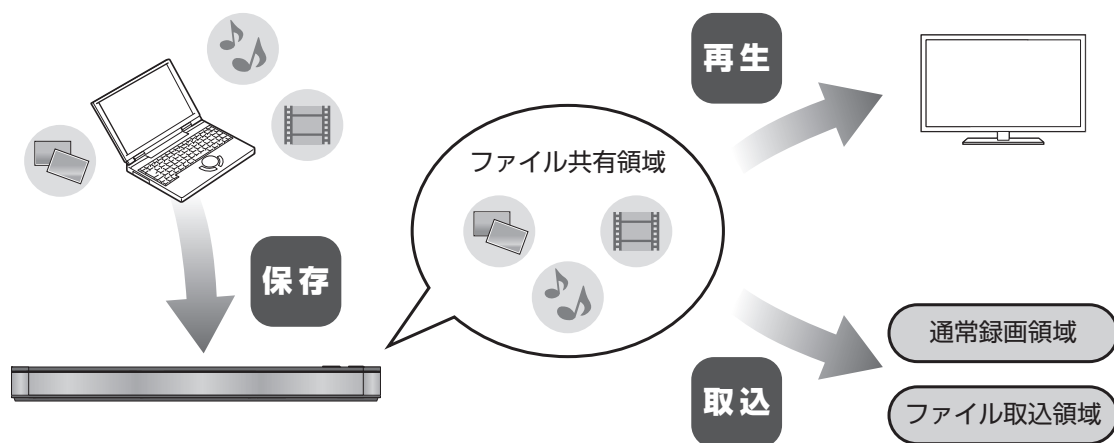 再生
ファイル共有領域
保存
通常録画領域
取込
ファイル取込領域